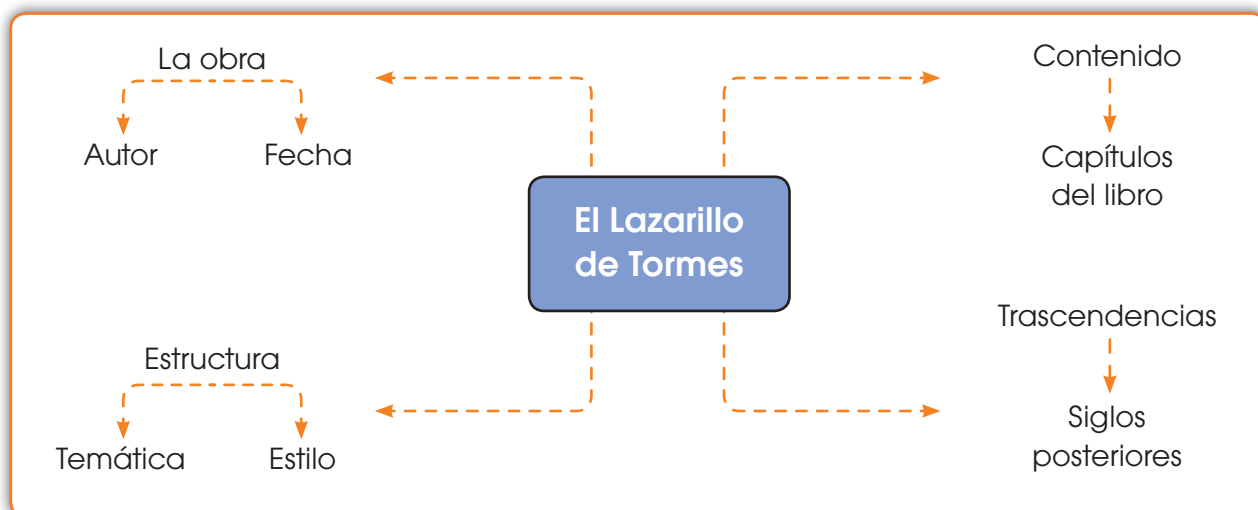 La obra
Autor
Fecha
Contenido
Capítulos
del libro
El Lazarillo
de Tormes
Estructura
Temática
Estilo
Trascendencias
Siglos
posteriores